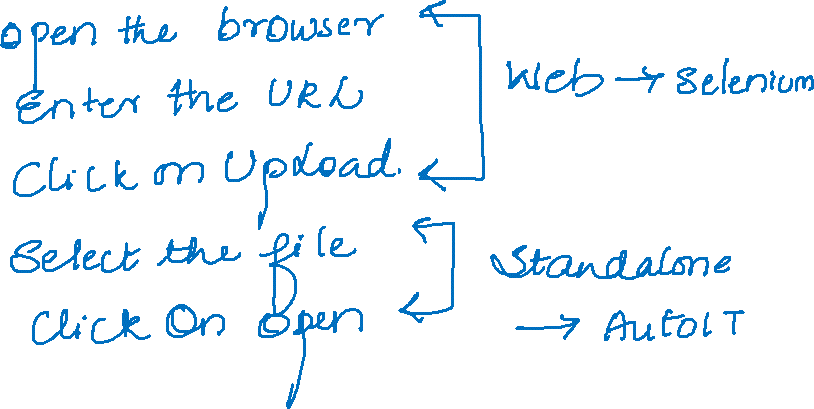 open the browser
Enter the URL
Web → Selenium
Click on Upload.
Select the file
Standalone
Click On Open
→ AutoIT